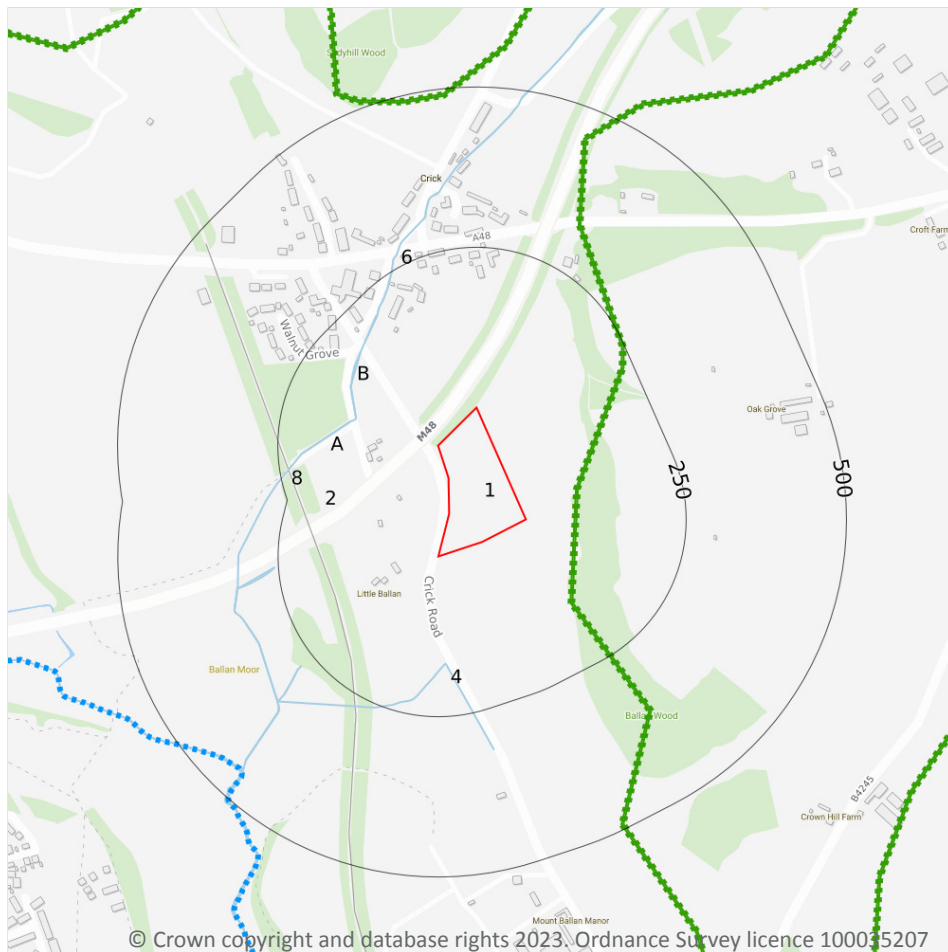 Wood
Crick
A48
6
Croft Farm
Walnut Grove
B
Oak Grove
M48
A
8
2
1
250
500
Little Ballan
Crick Road
Ballan Moor
4
Ballan Wood
B4245
Crown Hill Farm
Mount Ballan Manor
© Crown copyright and database rights 2023. Ordnance Survey licence 100035207